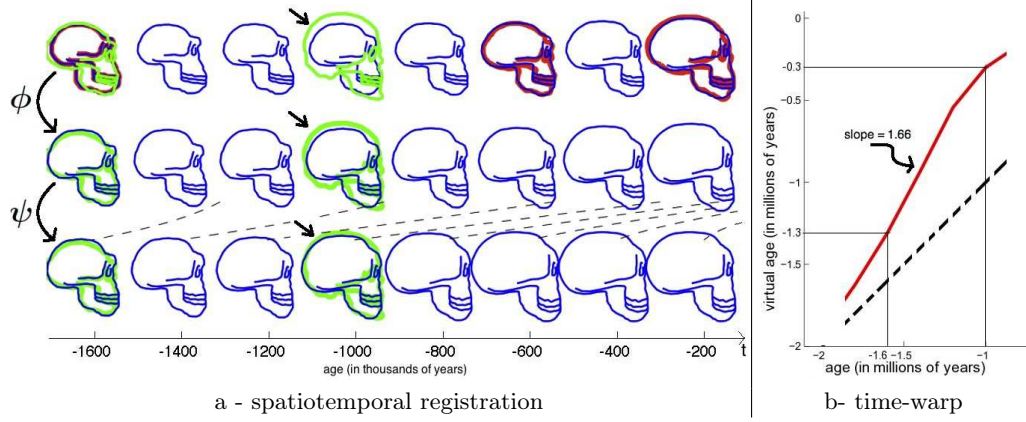 ϕ
ψ
-1600 -1400 -1200 -1000 -800 -600 -400 -200 t
age (in thousands of years)
a - spatiotemporal registration
virtual age (in millions of years)
0
-0.3
-0.5
slope = 1.66
-1
-1.3
-1.5
-2
-2 -1.6 -1.5 -1
age (in millions of years)
b- time-warp